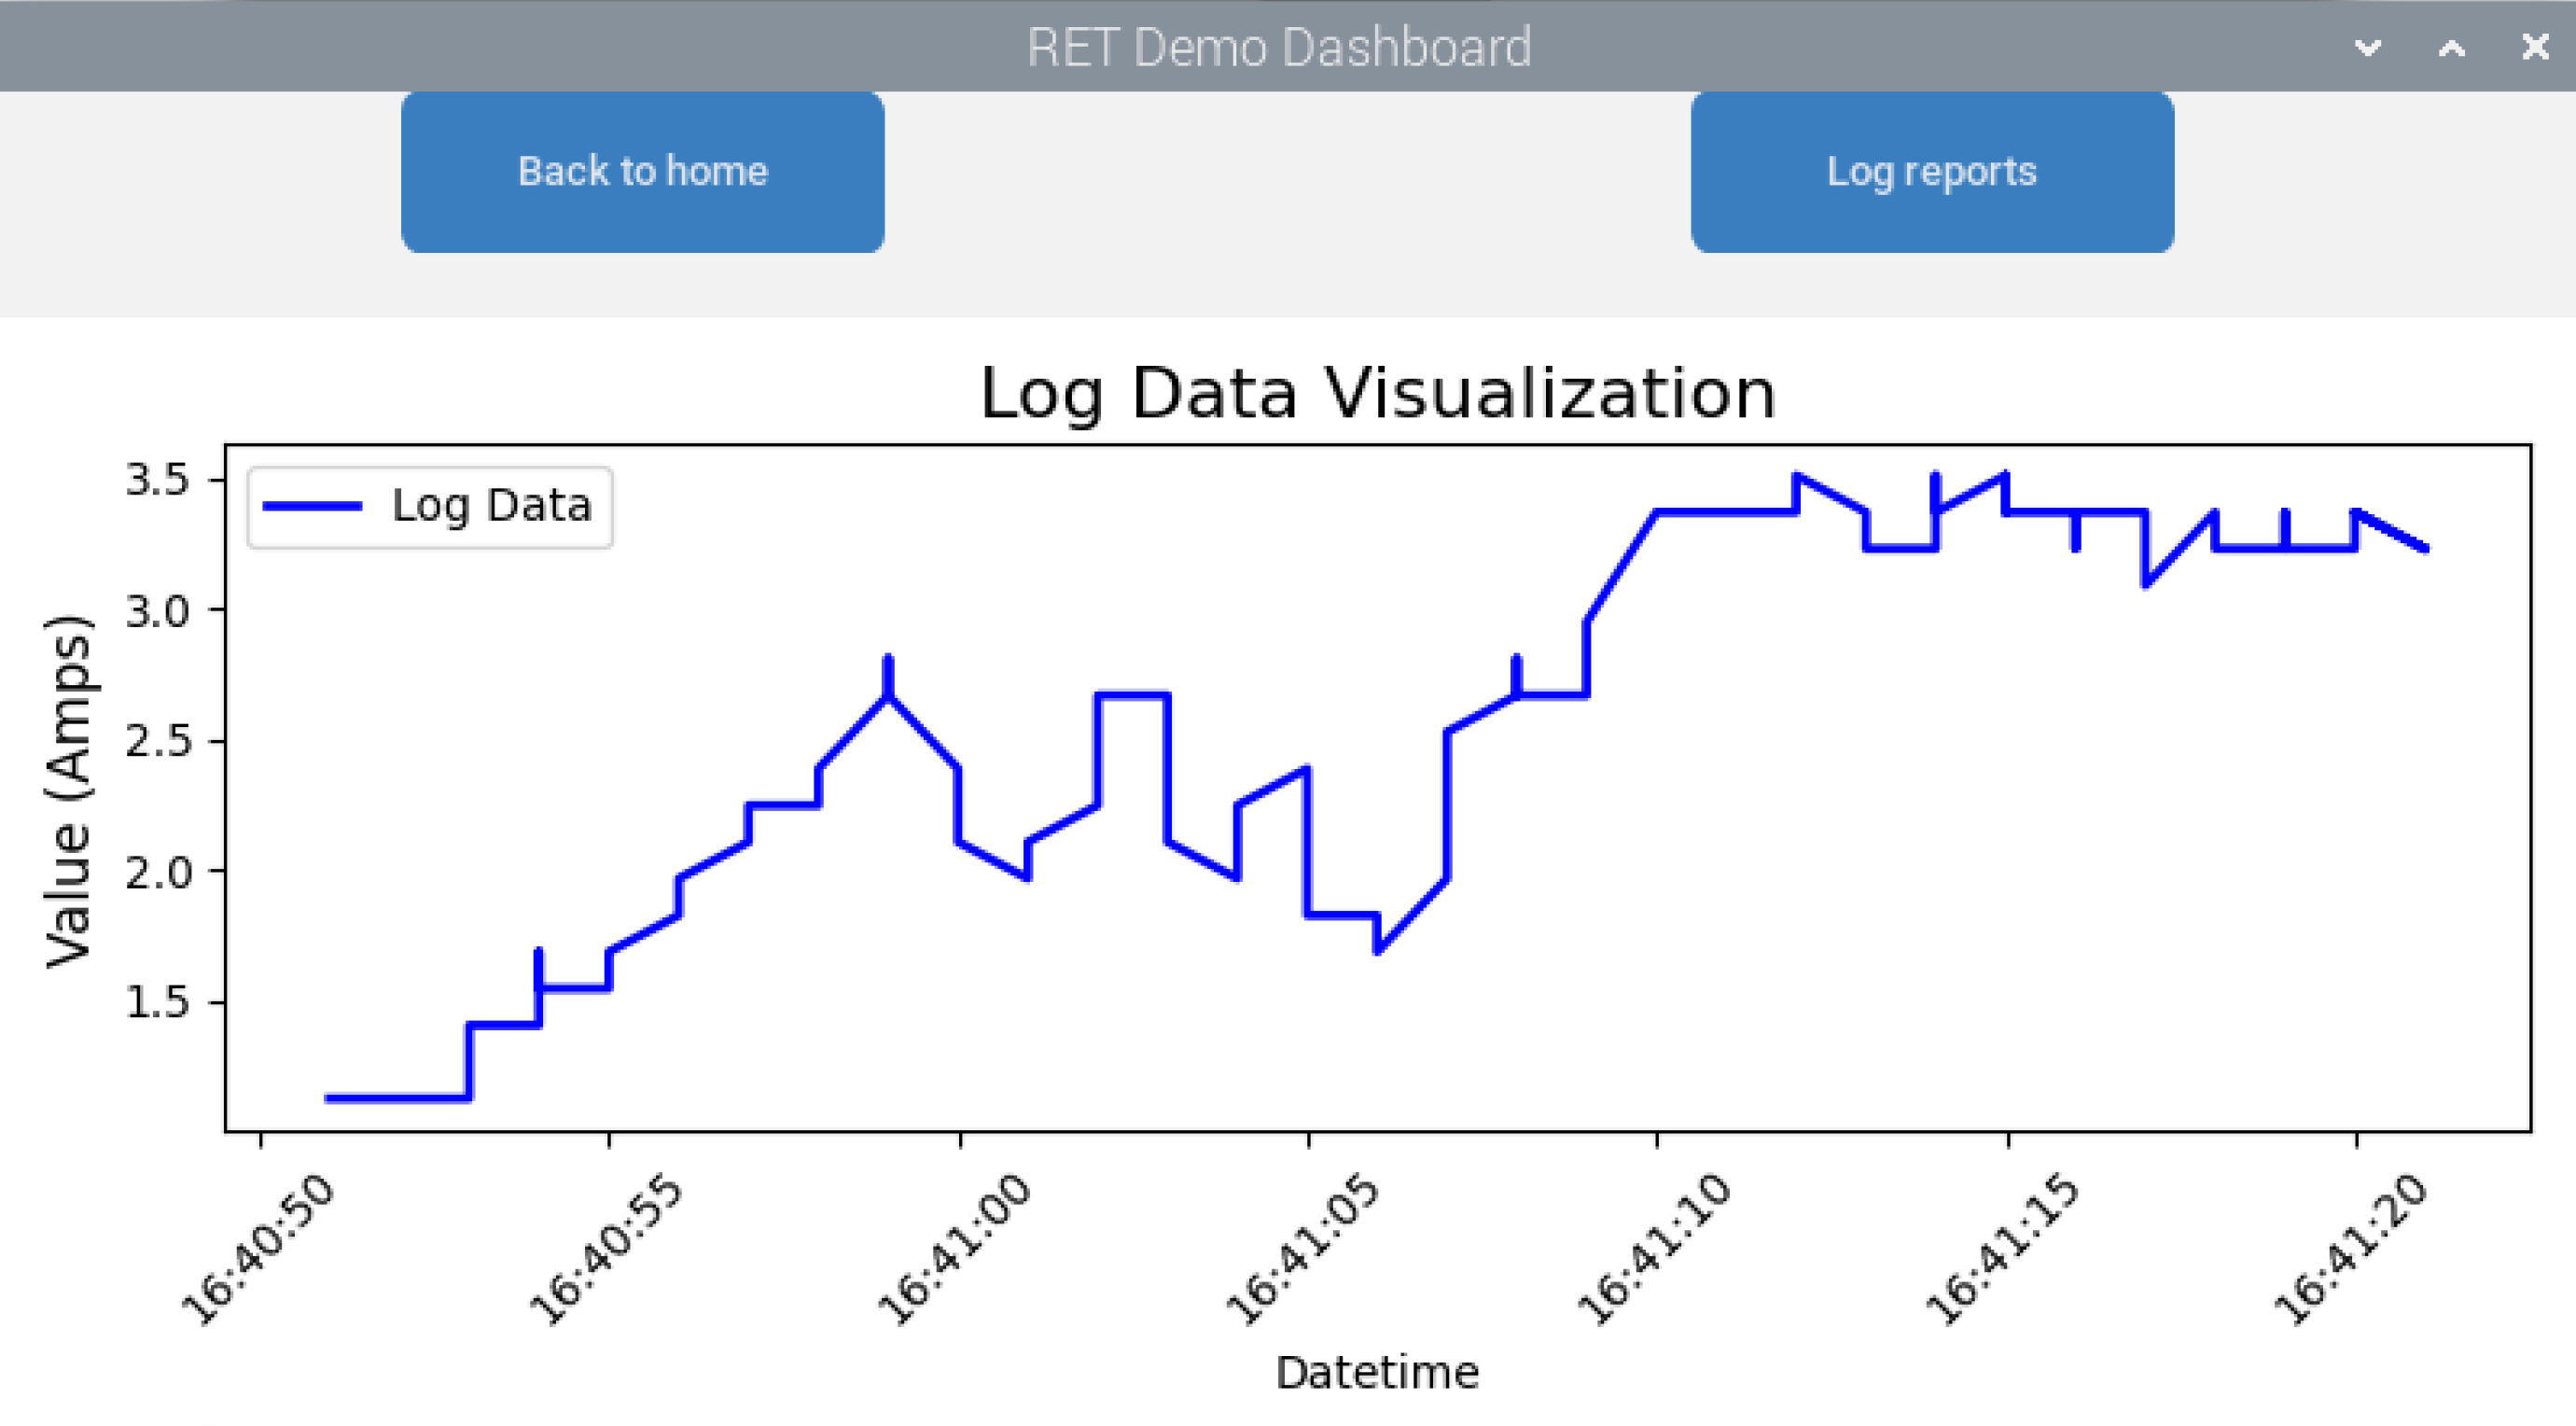 RET Demo Dashboard
Back to home
Log reports
Log Data Visualization
Log Data
Value (Amps)
3.5
3.0
2.5
2.0
1.5
16:40:50
16:40:55
16:41:00
16:41:05
16:41:10
16:41:15
16:41:20
Datetime